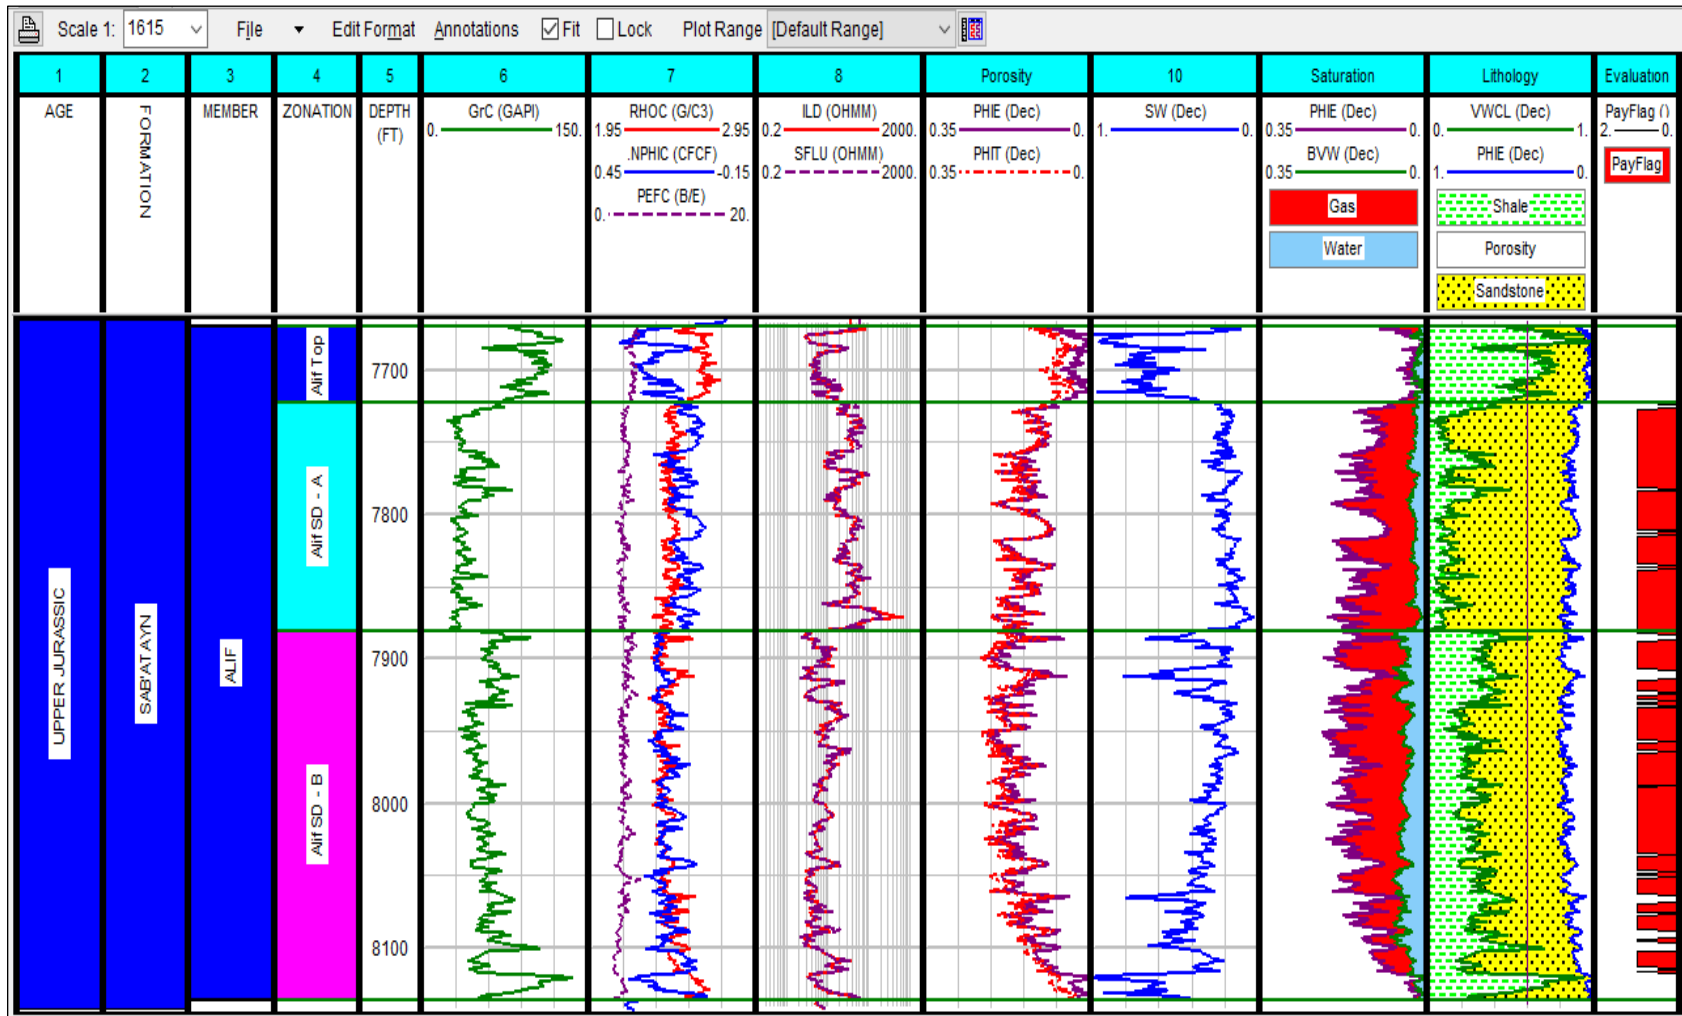 Scale 1: 1615 File Edit Format Annotations Fit Lock Plot Range [Default Range]
1 2 3 4 5 6 7 8 Porosity 10 Saturation Lithology Evaluation
AGE
FORMATION
MEMBER
ZONATION
DEPTH
(FT)
GrC (GAPI)
0. 150.
RHOC (G/C3)
1.95 2.95
.NPHIC (CFCF)
0.45 -0.15
PEFC (B/E)
0. 20.
ILD (OHMM)
0.2 2000.
SFLU (OHMM)
0.2 2000.
PHIE (Dec)
0.35 0.
PHIT (Dec)
0.35 0.
SW (Dec)
1. 0.
PHIE (Dec)
0.35 0.
BVW (Dec)
0.35 0.
Gas
Water
VWCL (Dec)
0. 1.
PHIE (Dec)
1. 0.
Shale
Porosity
Sandstone
PayFlag ()
2. 0.
PayFlag
UPPER JURASSIC
SAB'ATAYN
ALIF
Alif Top
Alif SD - A
Alif SD - B
7700
7800
7900
8000
8100